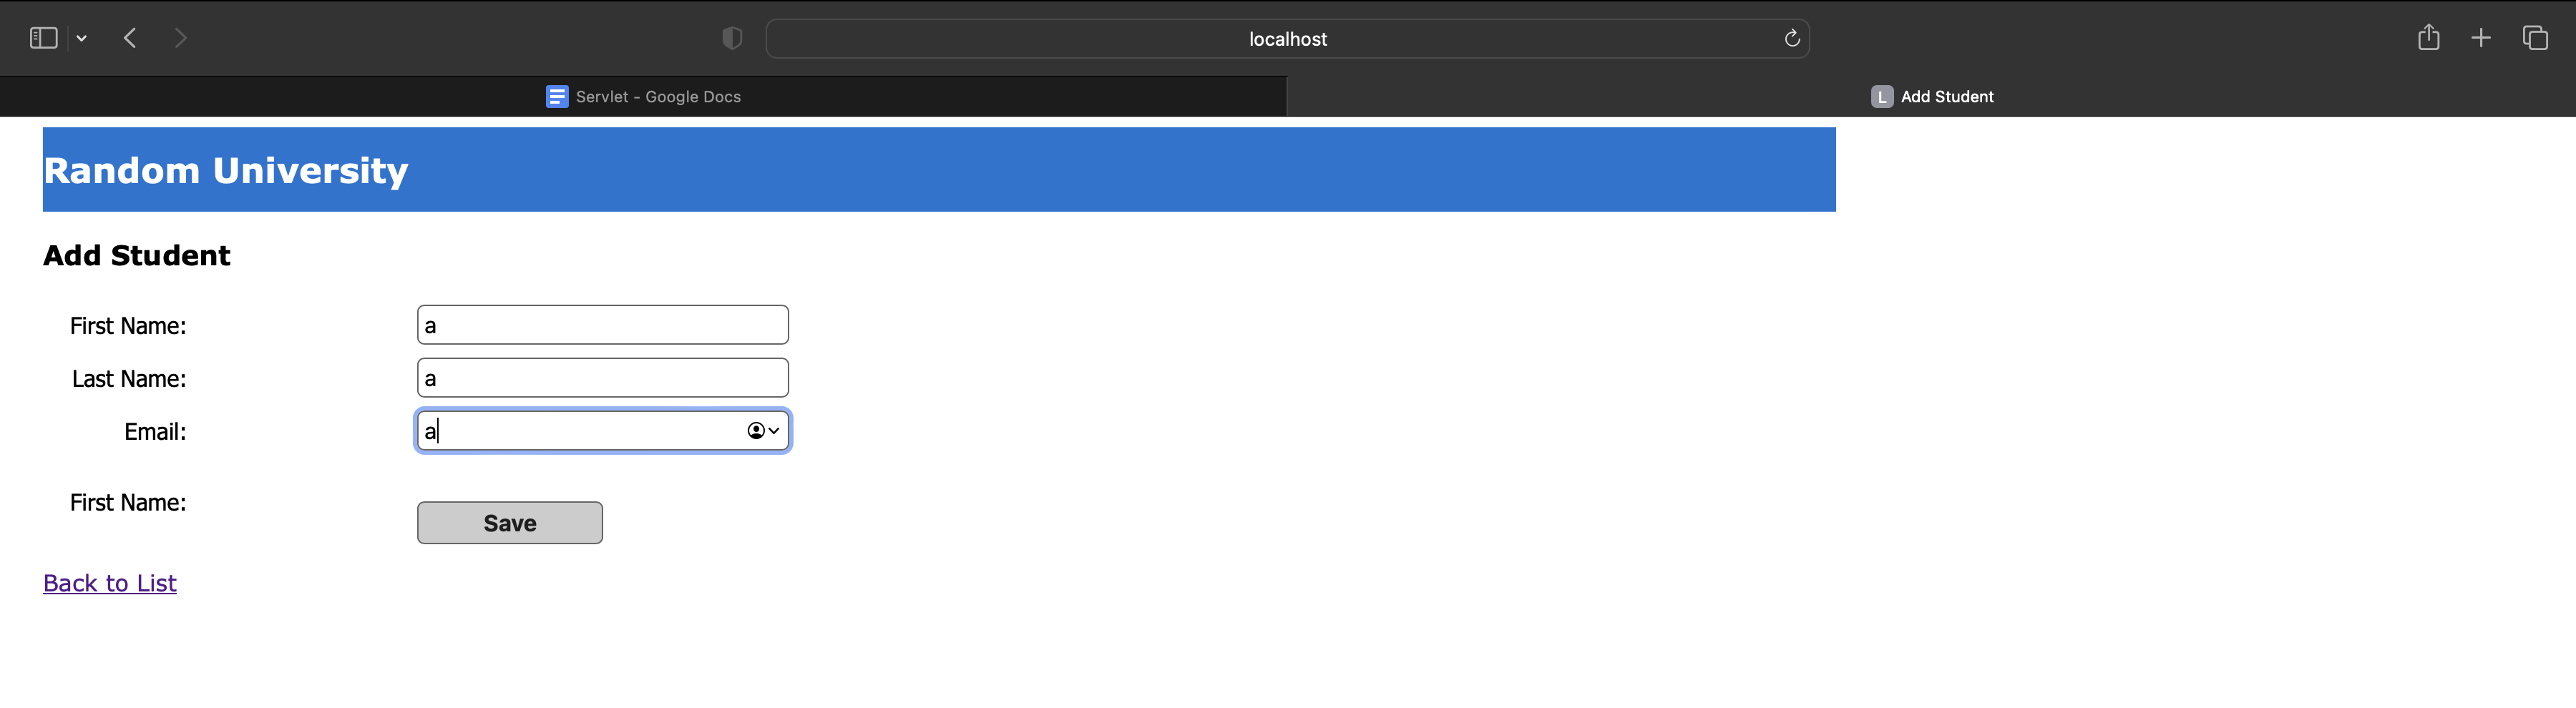 localhost
Servlet - Google Docs
L Add Student
Random University
Add Student
First Name: a
Last Name: a
Email: a
First Name: Save
Back to List